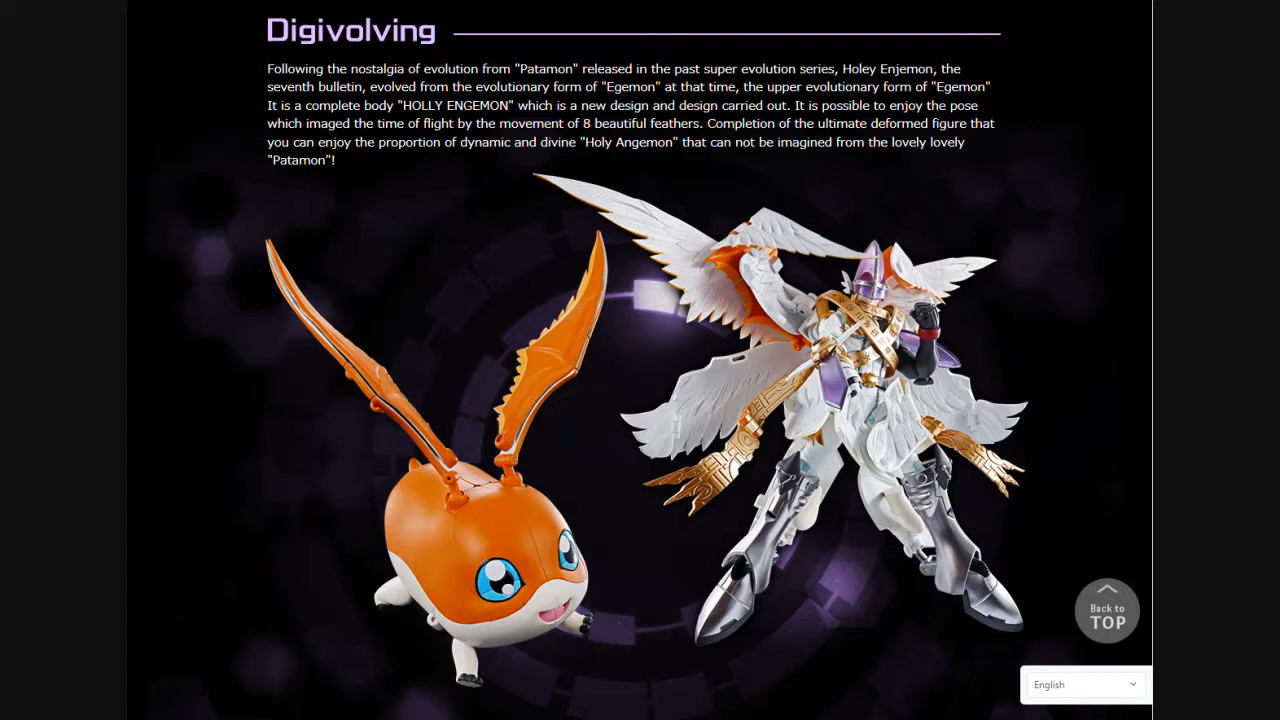 Digivolving
Following the nostalgia of evolution from "Patamon" released in the past super evolution series, Holey Enjemon, the
seventh bulletin, evolved from the evolutionary form of "Egemon" at that time, the upper evolutionary form of "Egemon"
It is a complete body "HOLLY ENGEMON" which is a new design and design carried out. It is possible to enjoy the pose
which imaged the time of flight by the movement of 8 beautiful feathers. Completion of the ultimate deformed figure that
you can enjoy the proportion of dynamic and divine "Holy Angemon" that can not be imagined from the lovely lovely
"Patamon"!
Back to
TOP
English